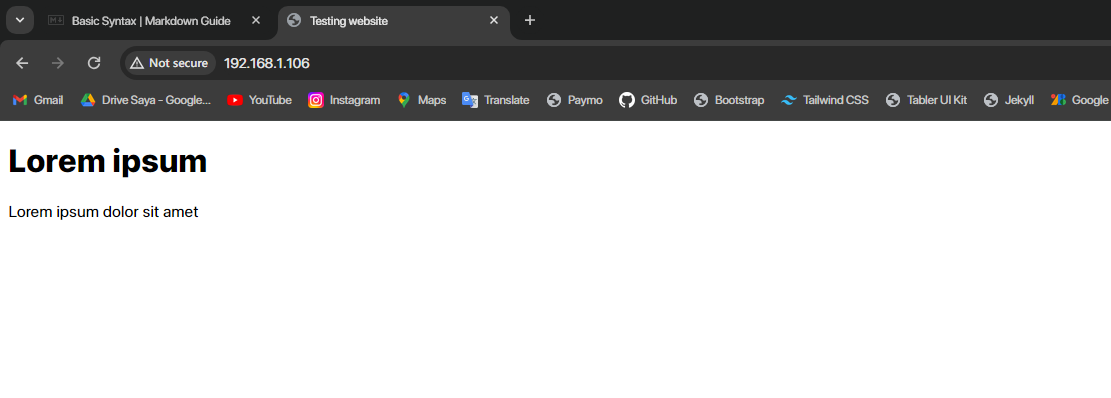 Basic Syntax | Markdown Guide
Testing website
Not secure
192.168.1.106
Gmail
Drive Saya - Google...
YouTube
Instagram
Maps
Translate
Paymo
GitHub
Bootstrap
Tailwind CSS
Tabler UI Kit
Jekyll
Google
Lorem ipsum
Lorem ipsum dolor sit amet